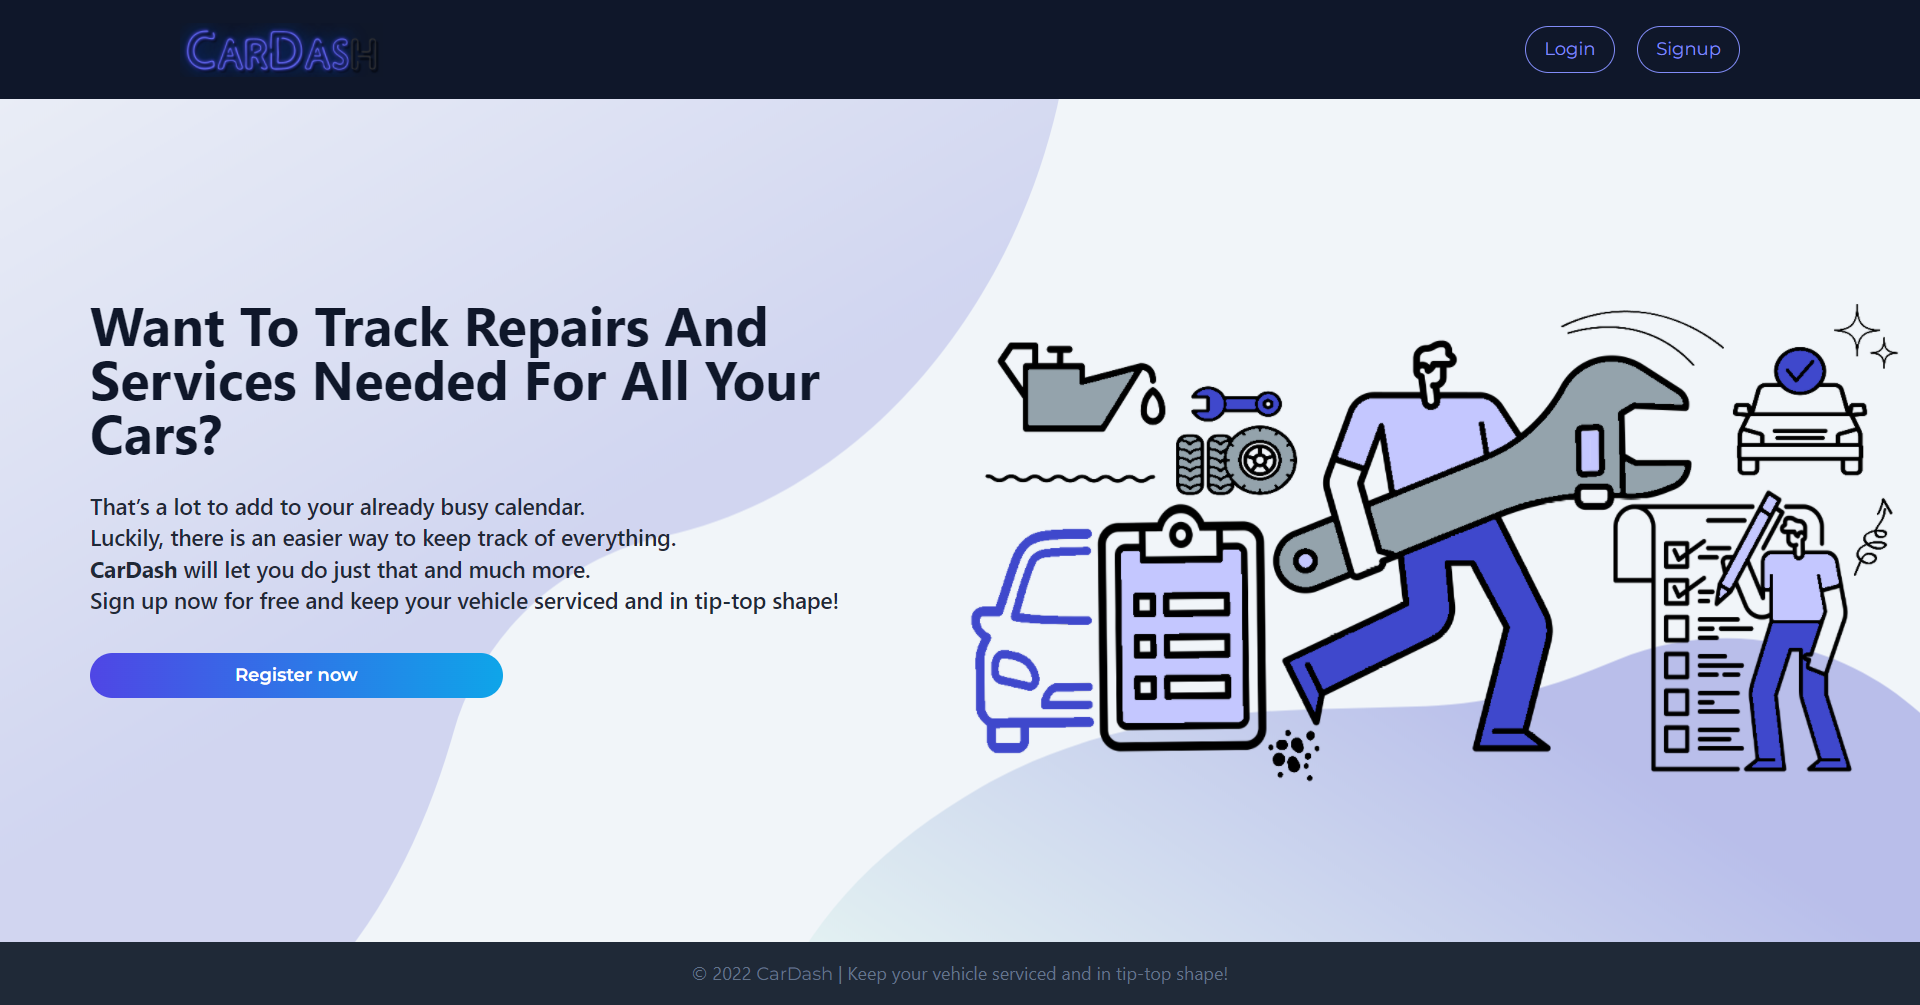 CARDASH
Login
Signup
Want To Track Repairs And
Services Needed For All Your
Cars?
That’s a lot to add to your already busy calendar.
Luckily, there is an easier way to keep track of everything.
CarDash will let you do just that and much more.
Sign up now for free and keep your vehicle serviced and in tip-top shape!
Register now
© 2022 CarDash | Keep your vehicle serviced and in tip-top shape!